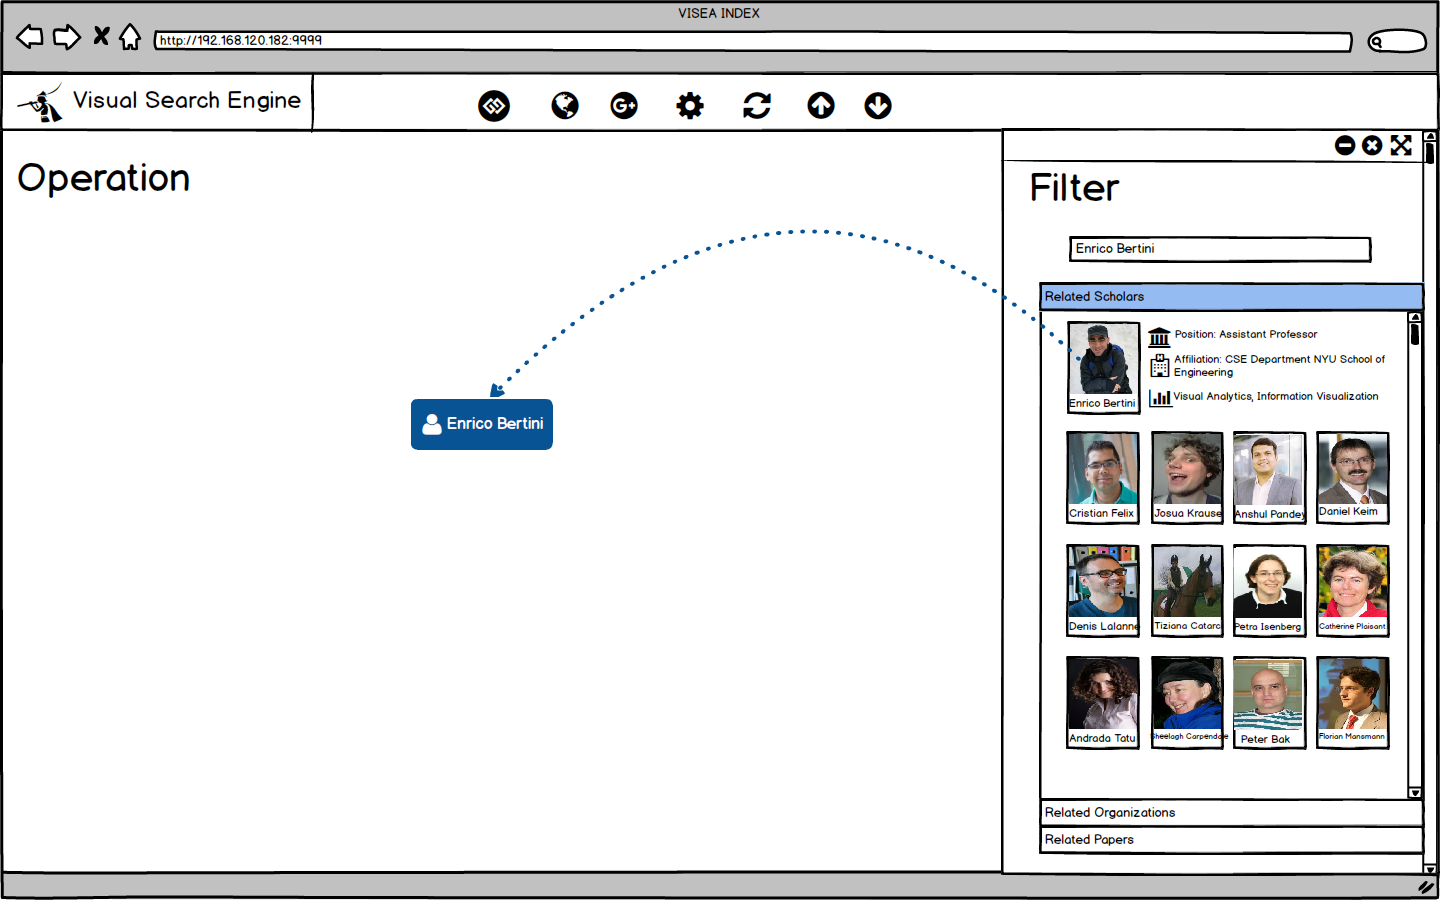 VISEA INDEX
http://192.168.120.182:9999
Visual Search Engine
G+
Operation
Filter
Enrico Bertini
Related Scholars
Position: Assistant Professor
Affiliation: CSE Department NYU School of
Engineering
Visual Analytics, Information Visualization
Enrico Bertini
Enrico Bertini
Cristian Felix
Josua Krause
Anshul Pandey
Daniel Keim
Denis Lalanne
Tiziana Catarc
Petra Isenberg
Catherine Plaisant
Andrada Tatu
Sheelagh Carpendale
Peter Bak
Florian Mansmann
Related Organizations
Related Papers